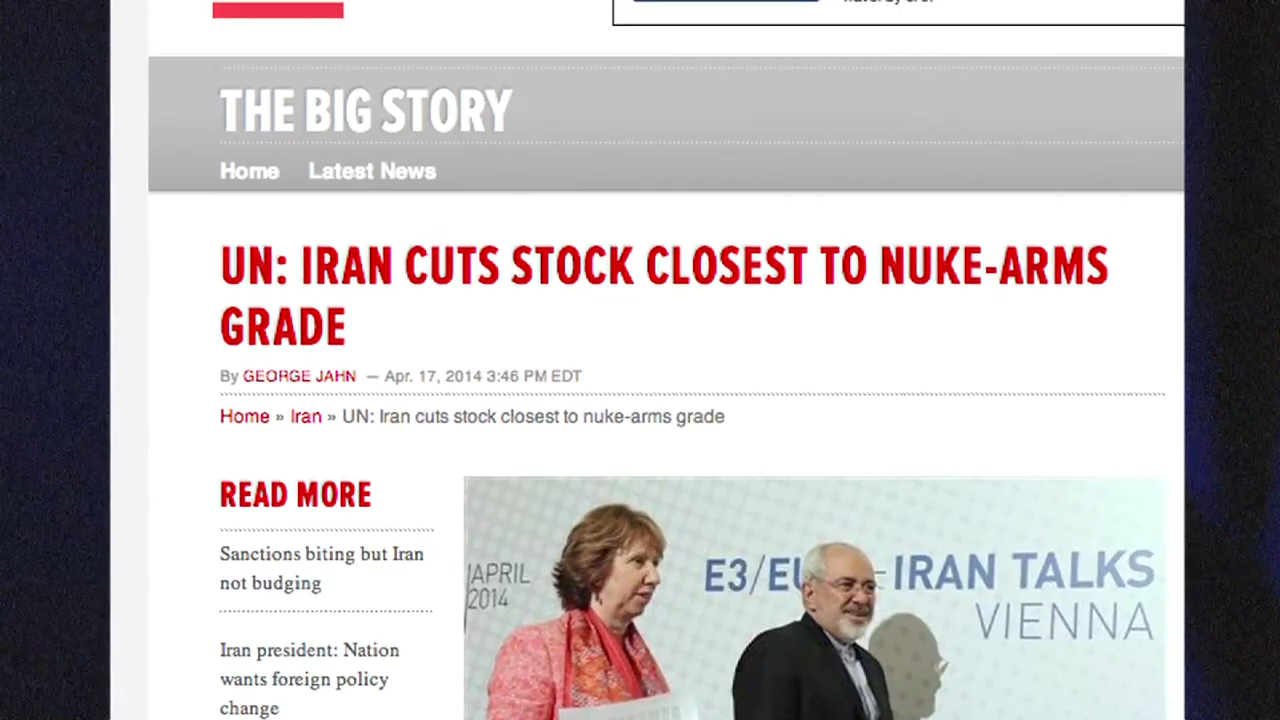 THE BIG STORY
Home Latest News
UN: IRAN CUTS STOCK CLOSEST TO NUKE-ARMS
GRADE
By GEORGE JAHN — Apr. 17, 2014 3:46 PM EDT
Home » Iran » UN: Iran cuts stock closest to nuke-arms grade
READ MORE
Sanctions biting but Iran
not budging
Iran president: Nation
wants foreign policy
change
/APRIL
2014
E3/EU IRAN TALKS
VIENNA